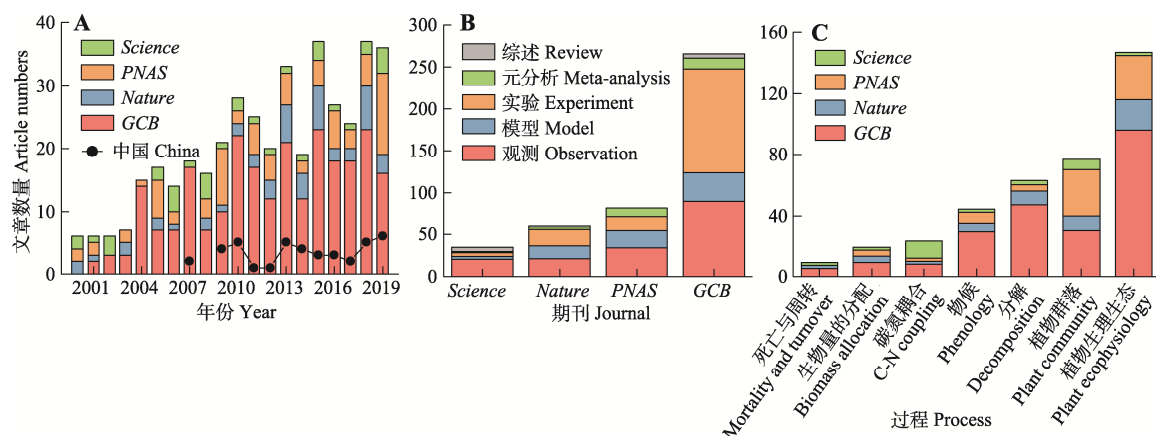 A
文章数量 Article numbers
40
30
20
10
0
Science
PNAS
Nature
GCB
中国 China
2001
2004
2007
2010
2013
2016
2019
年份 Year
B
300
250
200
150
100
50
0
综述 Review
元分析 Meta-analysis
实验 Experiment
模型 Model
观测 Observation
Science
Nature
PNAS
GCB
期刊 Journal
C
160
120
80
40
0
Science
PNAS
Nature
GCB
死亡与周转
Mortality and turnover
生物量的分配
Biomass allocation
碳氮耦合
C-N coupling
物候
Phenology
分解
Decomposition
植物群落
Plant community
植物生理生态
Plant ecophysiology
过程 Process